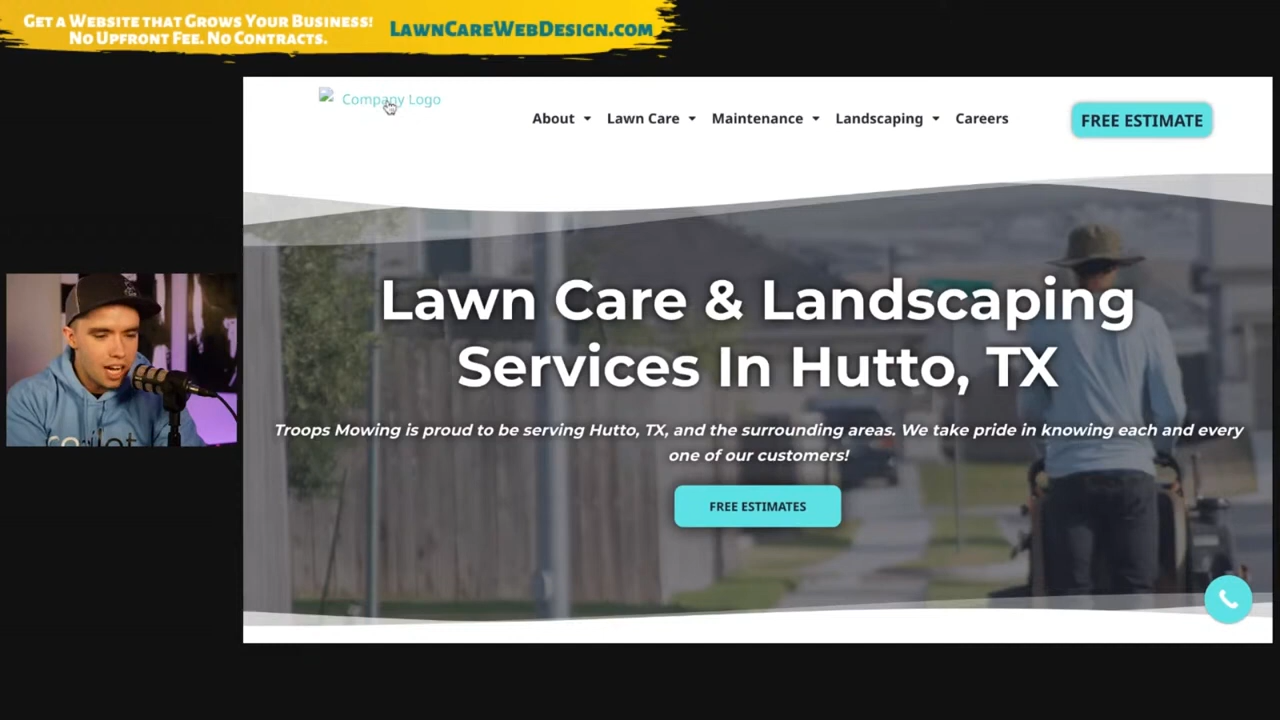 Get a Website that Grows Your Business!
No Upfront Fee. No Contracts.
LawnCareWebDesign.com
Company Logo
About
Lawn Care
Maintenance
Landscaping
Careers
FREE ESTIMATE
Lawn Care & Landscaping
Services In Hutto, TX
Troops Mowing is proud to be serving Hutto, TX, and the surrounding areas. We take pride in knowing each and every
one of our customers!
FREE ESTIMATES